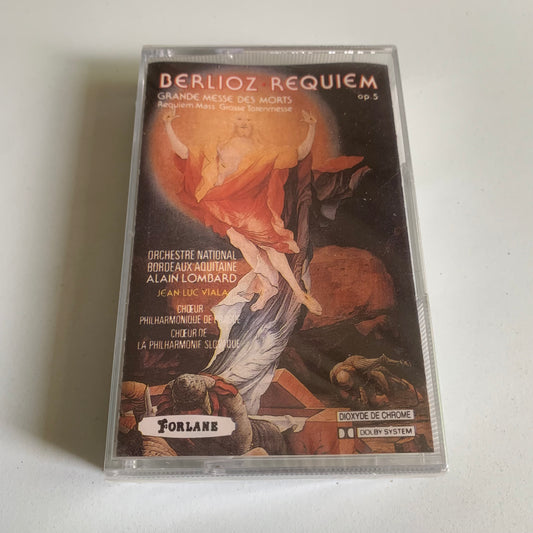 BERLIOZ REQUIEM
GRANDE MESSE DES MORTS op.5
Requiem Mass Grosse Totenmesse
ORCHESTRE NATIONAL
BORDEAUX AQUITAINE
ALAIN LOMBARD
JEAN-LUC VIALA
CHŒUR
PHILHARMONIQUE DE
CHŒUR DE
LA PHILHARMONIE
FORLANE
DIOXYDE DE CHROME
DOLBY SYSTEM